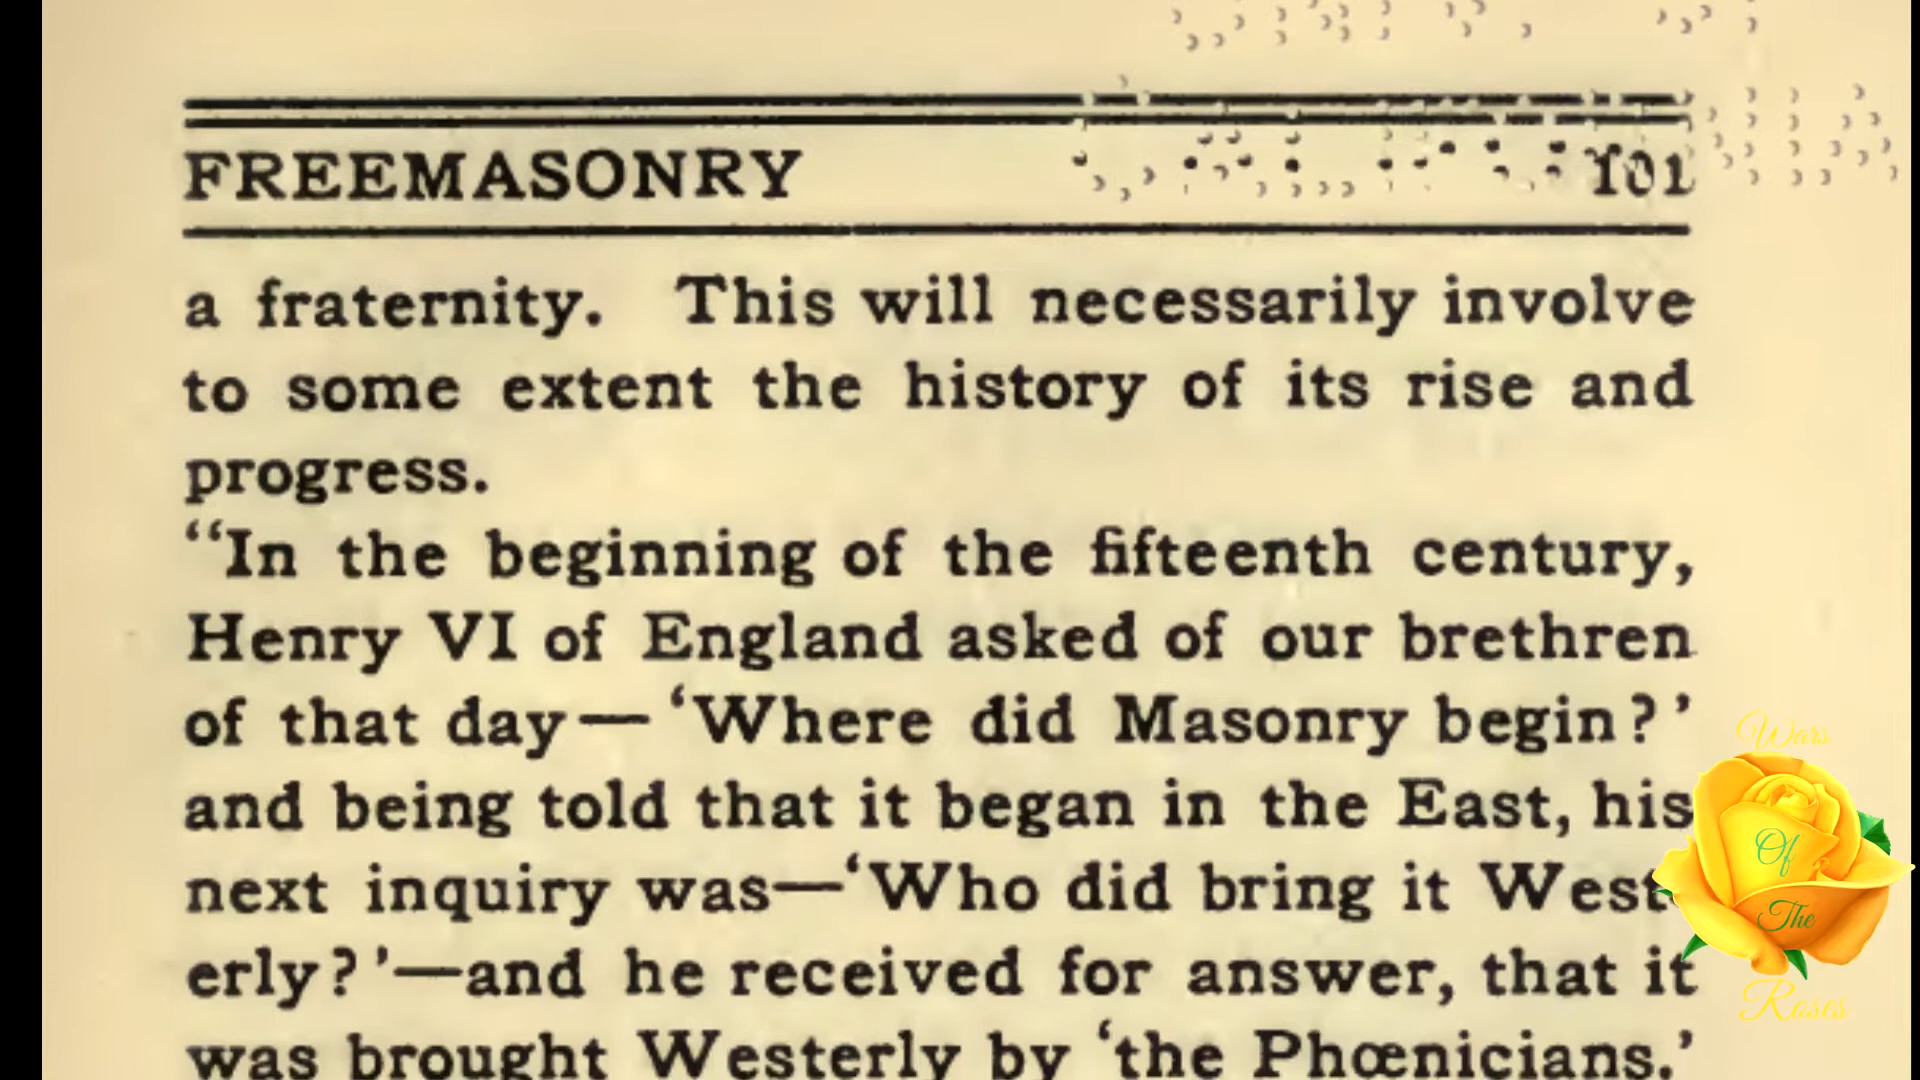 FREEMASONRY 101
a fraternity. This will necessarily involve
to some extent the history of its rise and
progress.
“In the beginning of the fifteenth century,
Henry VI of England asked of our brethren
of that day—‘Where did Masonry begin?’
and being told that it began in the East, his
next inquiry was—‘Who did bring it West-
erly?’—and he received for answer, that it
was brought Westerly by ‘the Phœnicians.’
Wars
Of
The
Roses